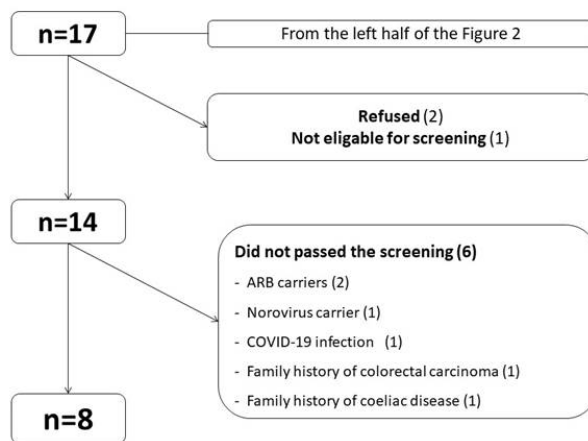 n=17
From the left half of the Figure 2
Refused (2)
Not eligable for screening (1)
n=14
Did not passed the screening (6)
- ARB carriers (2)
- Norovirus carrier (1)
- COVID-19 infection (1)
- Family history of colorectal carcinoma (1)
- Family history of coeliac disease (1)
n=8